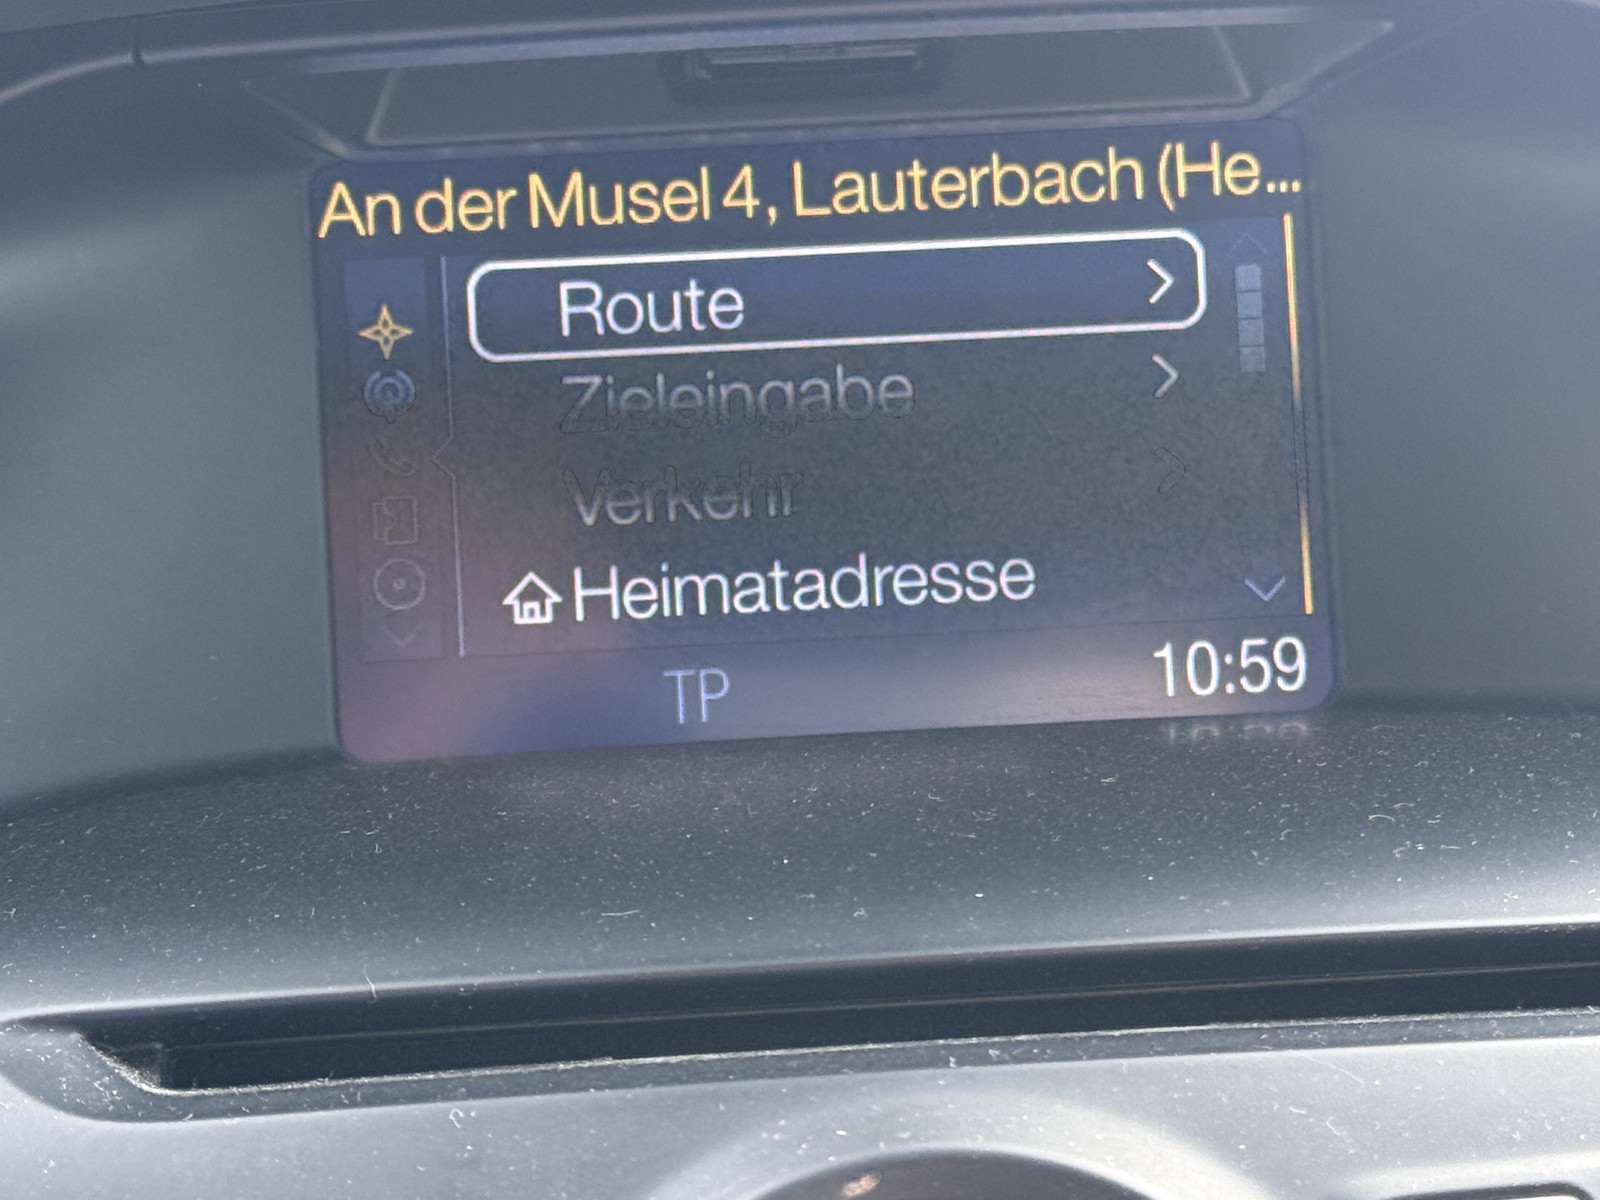 An der Musel 4, Lauterbach (He...
Route
Zieleingabe
Verkehr
Heimatadresse
TP
10:59